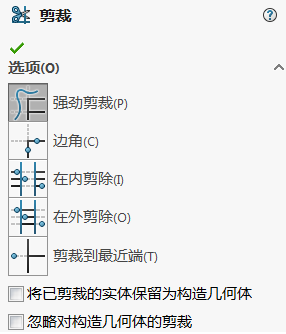 剪裁
选项(O)
强劲剪裁(P)
边角(C)
在内剪除(I)
在外剪除(O)
剪裁到最近端(T)
将已剪裁的实体保留为构造几何体
忽略对构造几何体的剪裁